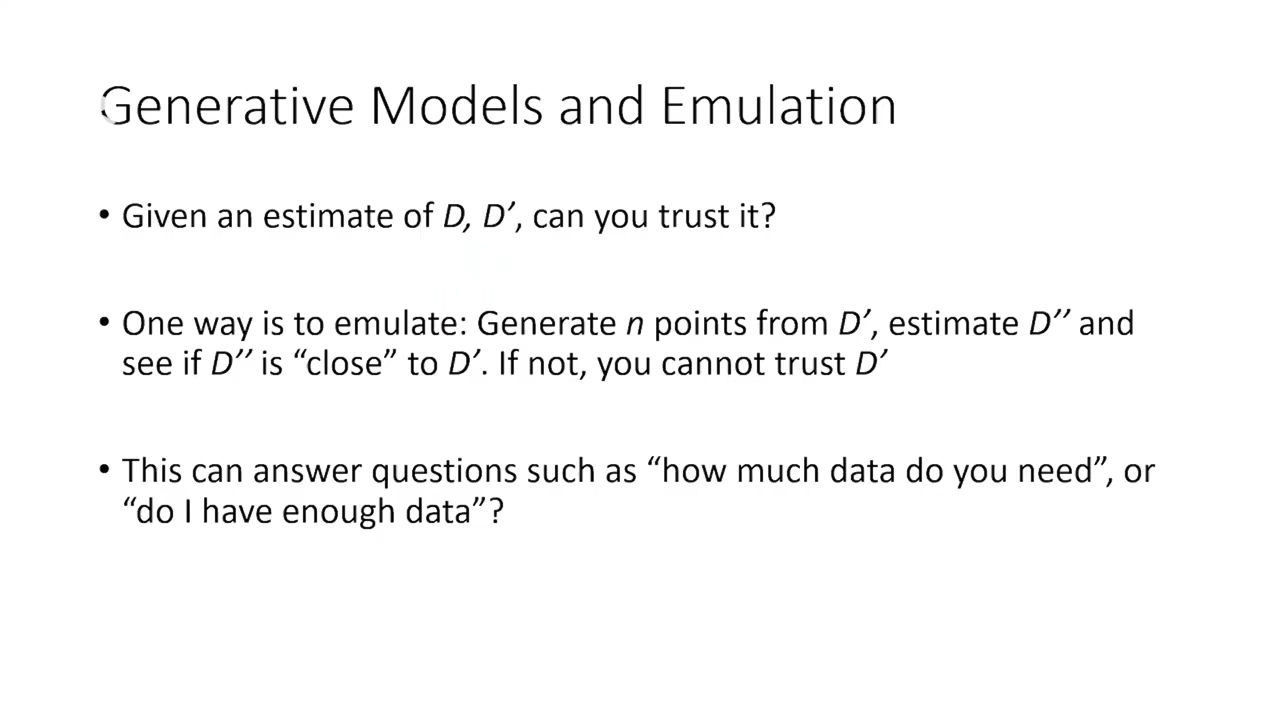 Generative Models and Emulation
• Given an estimate of D, D’, can you trust it?
• One way is to emulate: Generate n points from D’, estimate D’’ and
see if D’’ is “close” to D’. If not, you cannot trust D’
• This can answer questions such as “how much data do you need”, or
“do I have enough data”?